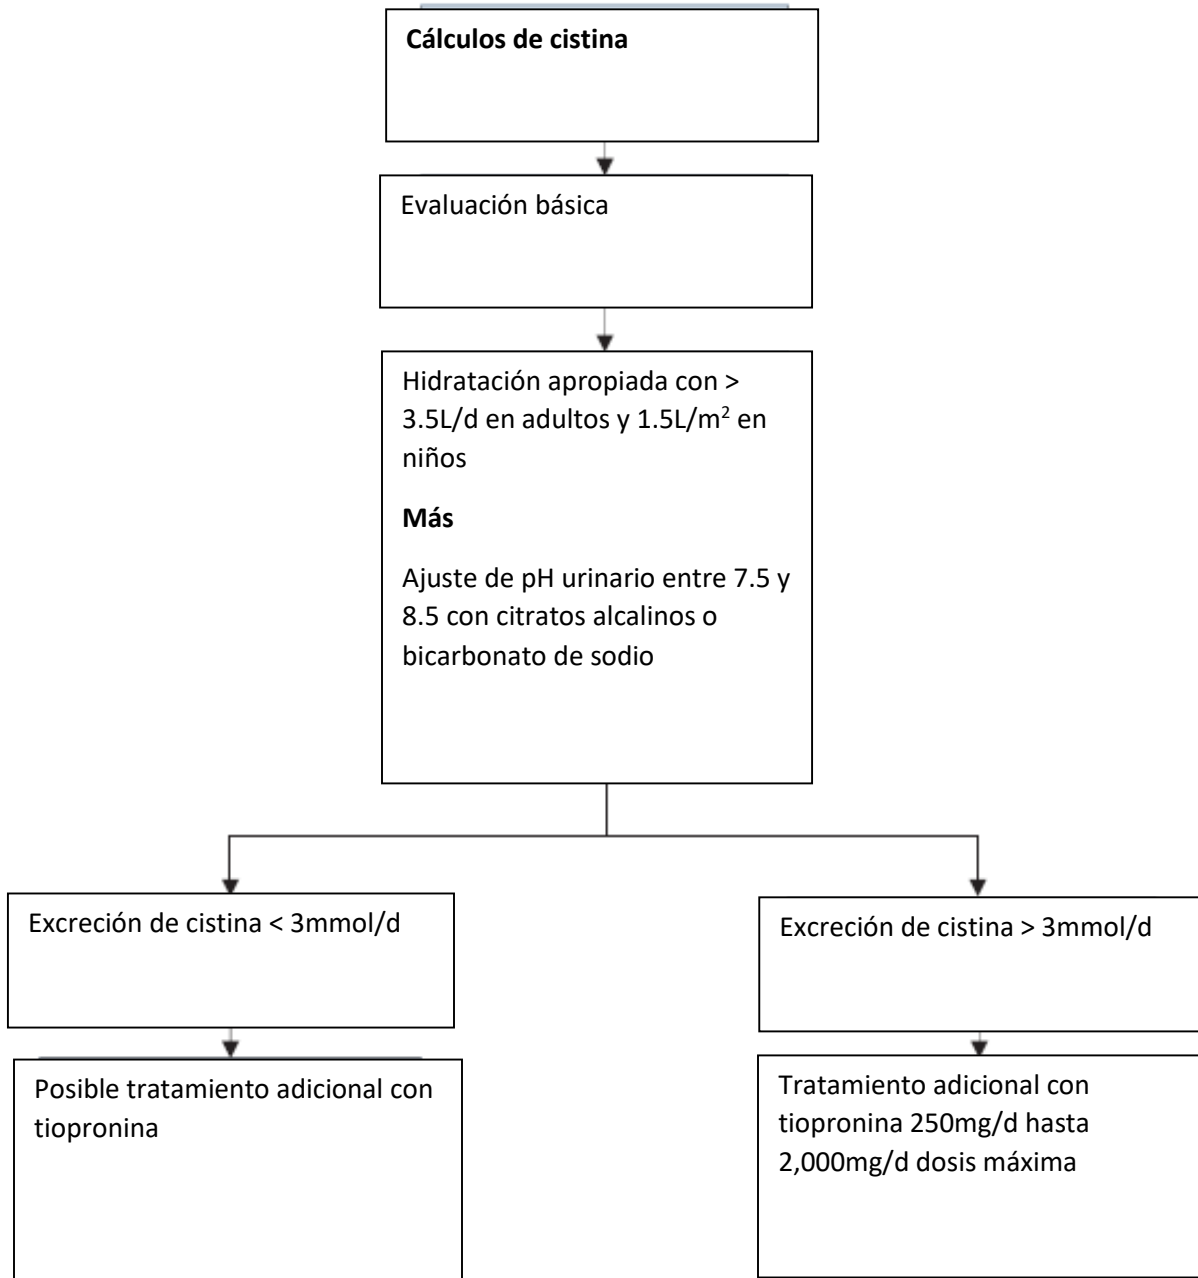 Cálculos de cistina
Evaluación básica
Hidratación apropiada con >
3.5L/d en adultos y 1.5L/m² en
niños
Más
Ajuste de pH urinario entre 7.5 y
8.5 con citratos alcalinos o
bicarbonato de sodio
Excreción de cistina < 3mmol/d
Excreción de cistina > 3mmol/d
Posible tratamiento adicional con
tiopronina
Tratamiento adicional con
tiopronina 250mg/d hasta
2,000mg/d dosis máxima